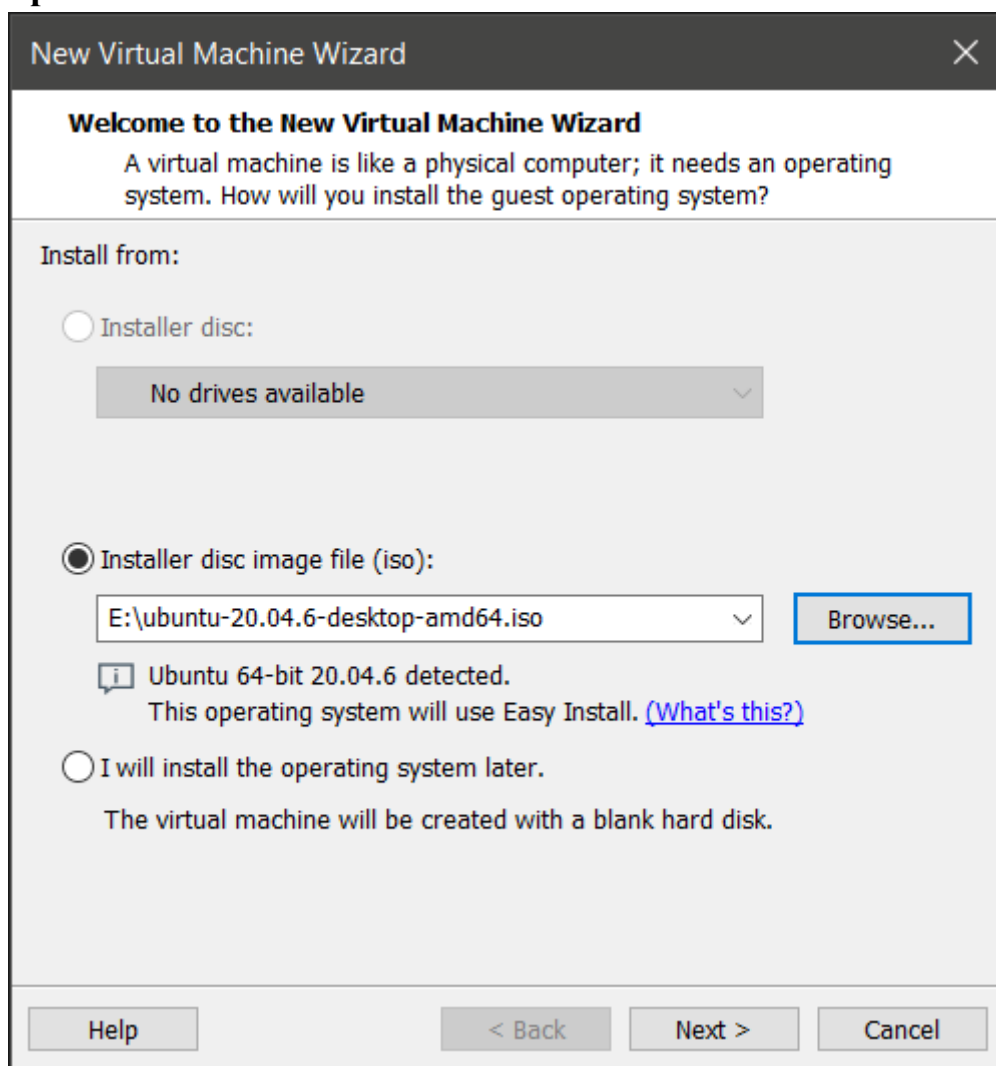 New Virtual Machine Wizard
Welcome to the New Virtual Machine Wizard
A virtual machine is like a physical computer; it needs an operating
system. How will you install the guest operating system?
Install from:
Installer disc:
No drives available
Installer disc image file (iso):
E:\ubuntu-20.04.6-desktop-amd64.iso
Browse...
Ubuntu 64-bit 20.04.6 detected.
This operating system will use Easy Install. (What's this?)
I will install the operating system later.
The virtual machine will be created with a blank hard disk.
Help
< Back
Next >
Cancel